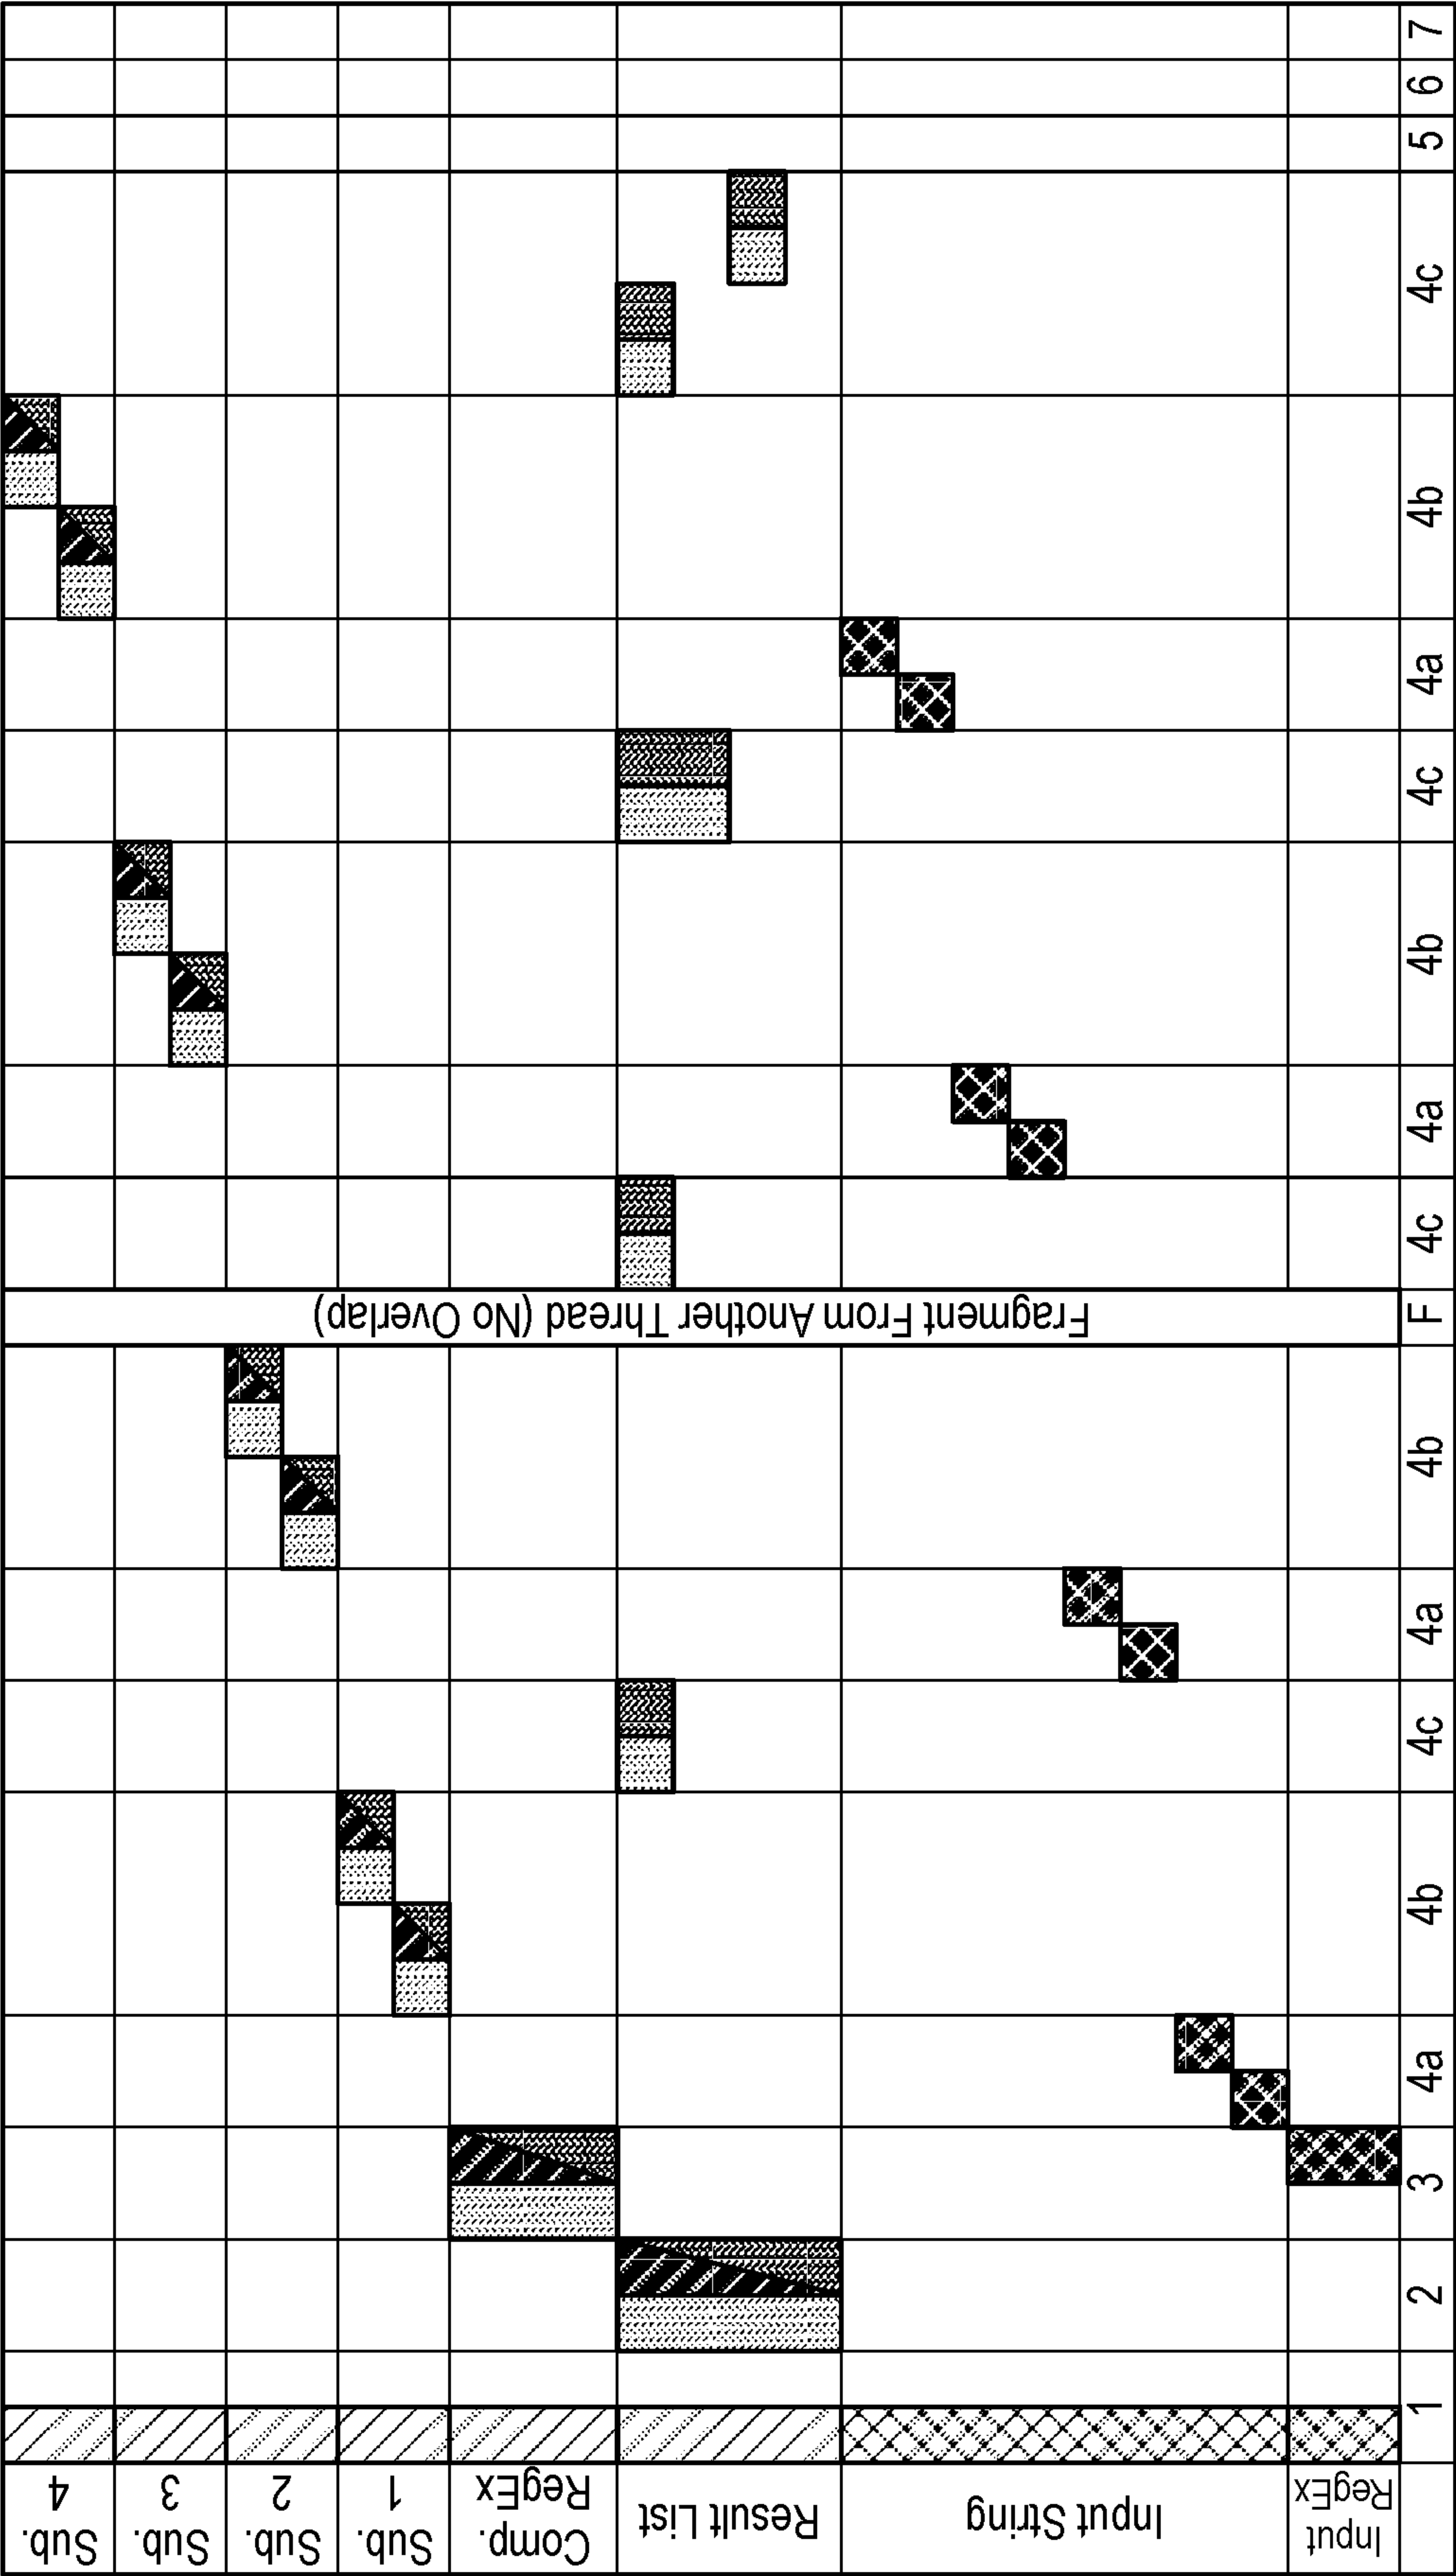 Sub. 4
Sub. 3
Sub. 2
Sub. 1
Comp.
RegEx
Result List
Input String
Input
RegEx
Fragment From Another Thread (No Overlap)
1
2
3
4a
4b
4c
4a
4b
F
4c
4a
4b
4c
4a
4b
4c
5
6
7